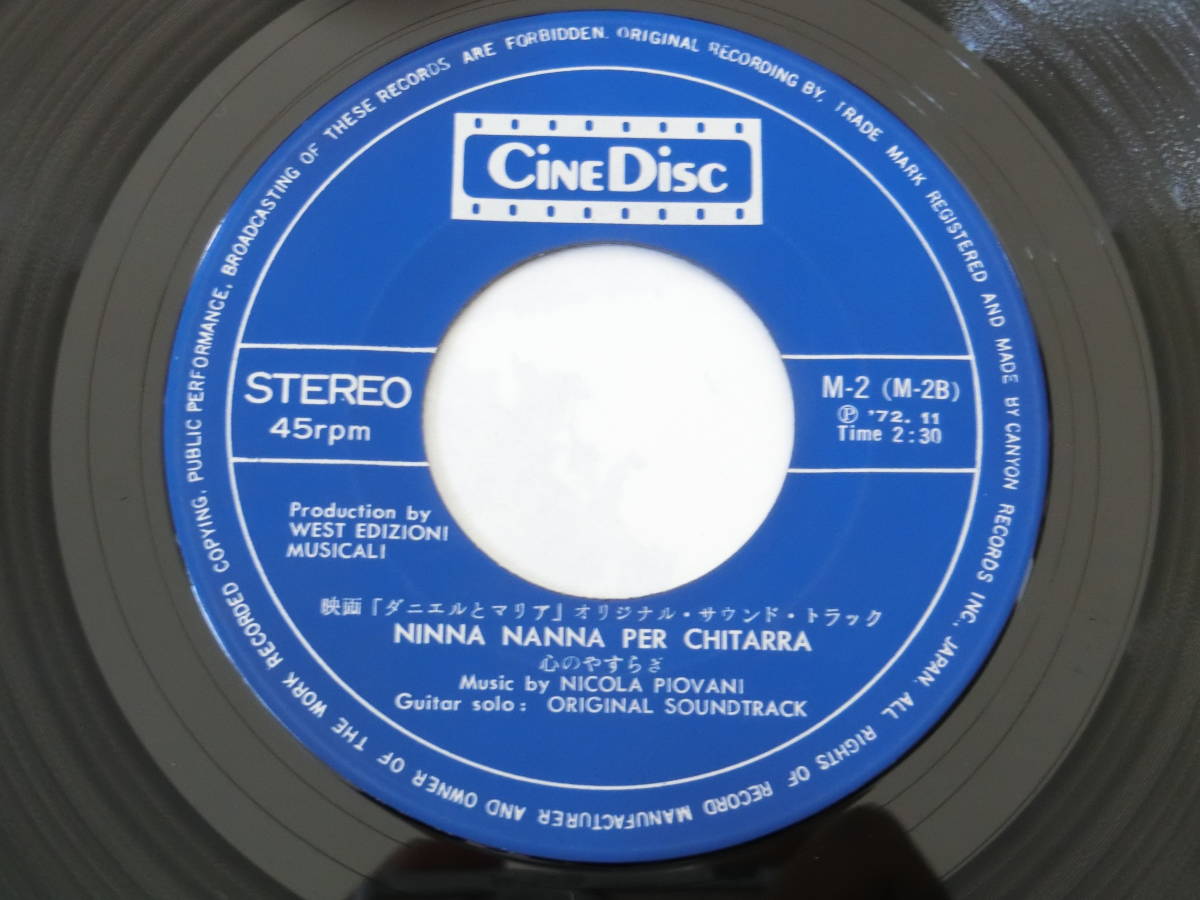 CINEDISC
STEREO
45rpm
M-2 (M-2B)
Ⓟ '72. 11
Time 2:30
Production by
WEST EDIZIONI
MUSICALI
映画「ダニエルとマリア」オリジナル・サウンド・トラック
NINNA NANNA PER CHITARRA
心のやすらぎ
Music by NICOLA PIOVANI
Guitar solo: ORIGINAL SOUNDTRACK
ORIGINAL RECORDING BY, TRADE MARK REGISTERED AND MADE BY CANYON RECORDS INC., JAPAN. ALL RIGHTS OF RECORD MANUFACTURER AND OWNER OF THE WORK RECORDED COPYING, PUBLIC PERFORMANCE, BROADCASTING OF THESE RECORDS ARE FORBIDDEN.